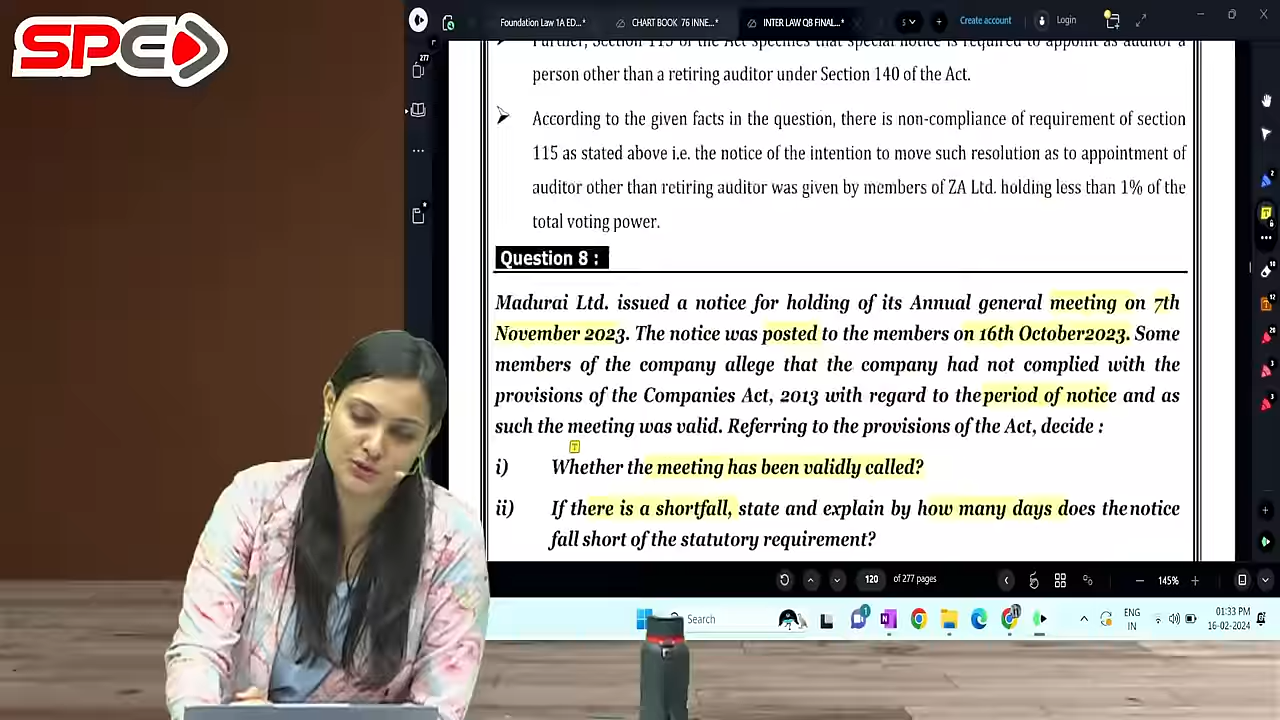 SPC
Foundation Law 1A ED...*
CHART BOOK 76 INNE...*
INTER LAW QB FINAL...*
5
Create account
Login
277
Further, Section 115 of the Act specifies that special notice is required to appoint as auditor a
person other than a retiring auditor under Section 140 of the Act.
According to the given facts in the question, there is non-compliance of requirement of section
115 as stated above i.e. the notice of the intention to move such resolution as to appointment of
auditor other than retiring auditor was given by members of ZA Ltd. holding less than 1% of the
total voting power.
Question 8 :
Madurai Ltd. issued a notice for holding of its Annual general meeting on 7th
November 2023. The notice was posted to the members on 16th October2023. Some
members of the company allege that the company had not complied with the
provisions of the Companies Act, 2013 with regard to the period of notice and as
such the meeting was valid. Referring to the provisions of the Act, decide :
i) Whether the meeting has been validly called?
ii) If there is a shortfall, state and explain by how many days does the notice
fall short of the statutory requirement?
120 of 277 pages
145%
Search
ENG
IN
01:33 PM
16-02-2024